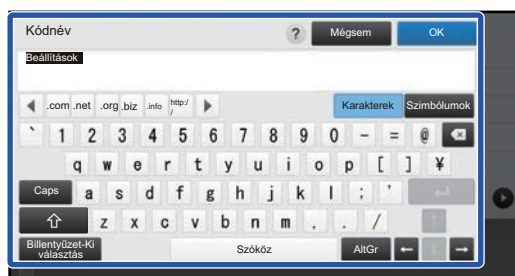 Kódnév ? Mégsem OK
Beállítások
.com .net .org .biz .info http:/ /
Karakterek Szimbólumok
` 1 2 3 4 5 6 7 8 9 0 - = @
q w e r t y u i o p [ ] ¥
Caps a s d f g h j k l ; '
z x c v b n m . . /
Billentyűzet-Ki választás Szóköz AltGr